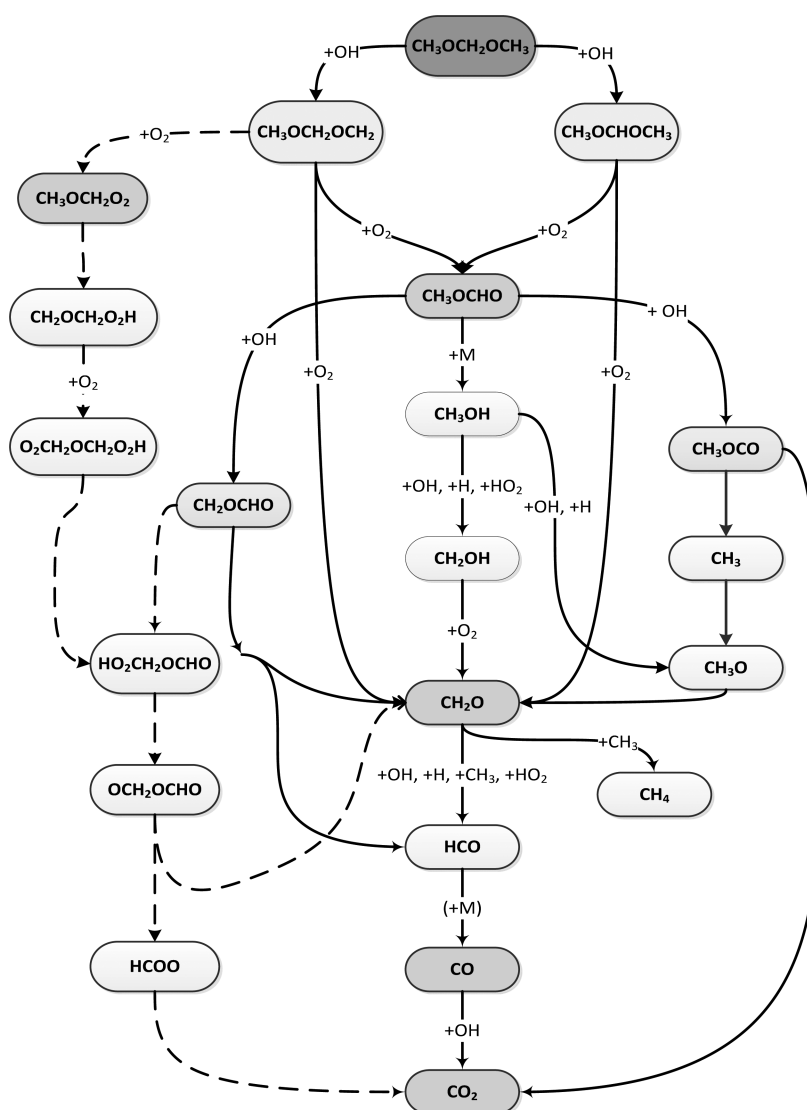 CH₃OCH₂OCH₃
+OH
+OH
CH₃OCH₂OCH₂
CH₃OCHOCH₃
+O₂
CH₃OCH₂O₂
+O₂
+O₂
CH₃OCHO
CH₂OCH₂O₂H
+OH
+M
+ OH
+O₂
+O₂
+O₂
CH₃OH
O₂CH₂OCH₂O₂H
CH₃OCO
CH₂OCHO
+OH, +H, +HO₂
+OH, +H
CH₂OH
CH₃
+O₂
HO₂CH₂OCHO
CH₃O
CH₂O
+CH₃
+OH, +H, +CH₃, +HO₂
OCH₂OCHO
CH₄
HCO
(+M)
HCOO
CO
+OH
CO₂